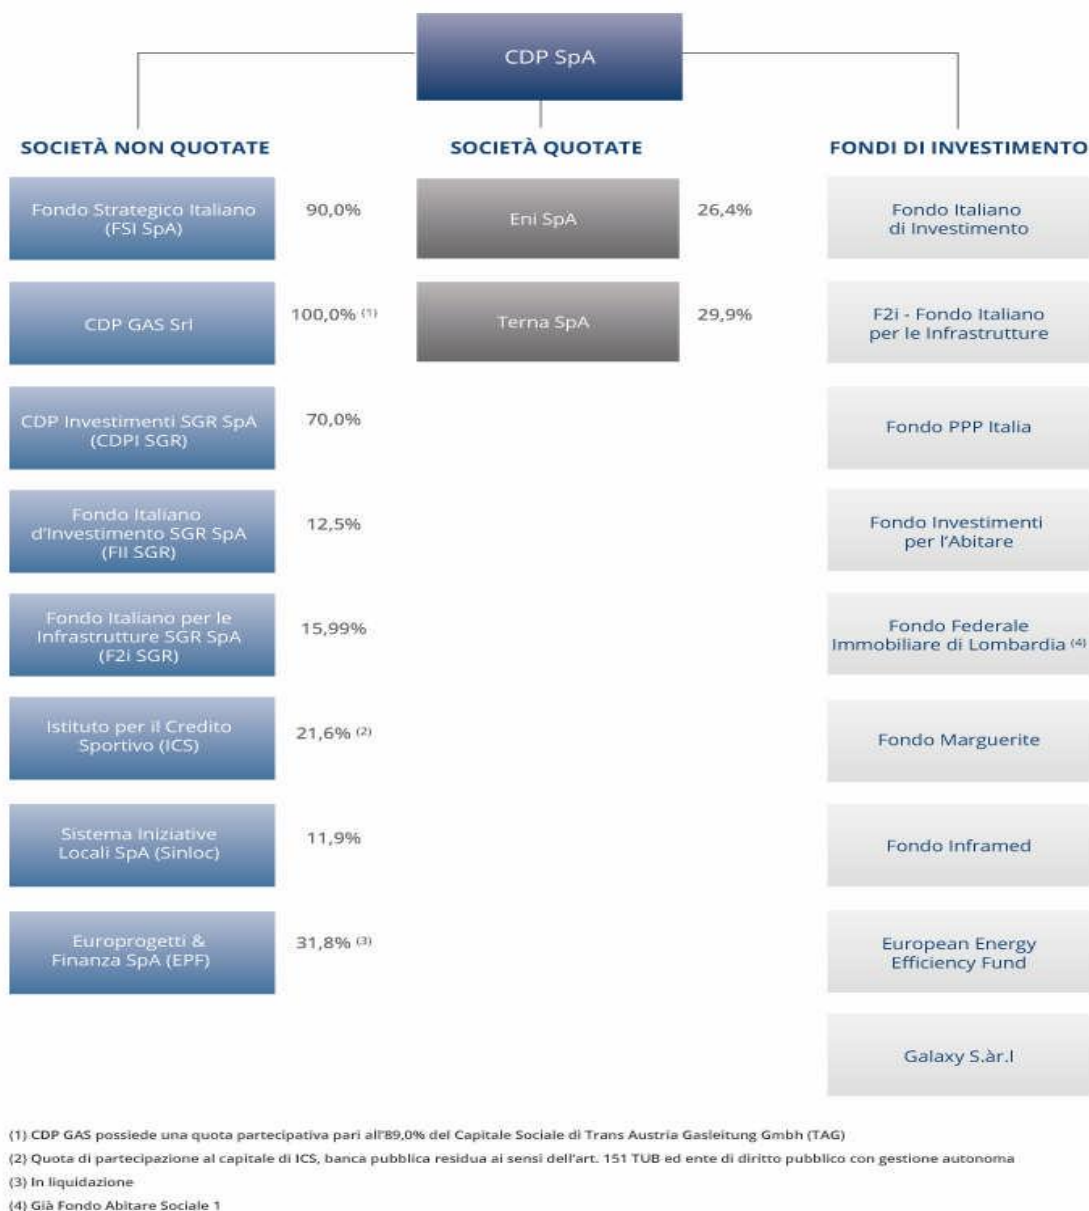 CDP SpA
SOCIETÀ NON QUOTATE
Fondo Strategico Italiano
(FSI SpA)
90,0%
CDP GAS Srl
100,0% (1)
CDP Investimenti SGR SpA
(CDPI SGR)
70,0%
Fondo Italiano
d'Investimento SGR SpA
(FII SGR)
12,5%
Fondo Italiano per le
Infrastrutture SGR SpA
(F2i SGR)
15,99%
Istituto per il Credito
Sportivo (ICS)
21,6% (2)
Sistema Iniziative
Locali SpA (Sinloc)
11,9%
Europrogetti &
Finanza SpA (EPF)
31,8% (3)
SOCIETÀ QUOTATE
Eni SpA
26,4%
Terna SpA
29,9%
FONDI DI INVESTIMENTO
Fondo Italiano
di Investimento
F2i - Fondo Italiano
per le Infrastrutture
Fondo PPP Italia
Fondo Investimenti
per l'Abitare
Fondo Federale
Immobiliare di Lombardia (4)
Fondo Marguerite
Fondo Inframed
European Energy
Efficiency Fund
Galaxy S.àr.l
(1) CDP GAS possiede una quota partecipativa pari all'89,0% del Capitale Sociale di Trans Austria Gasleitung Gmbh (TAG)
(2) Quota di partecipazione al capitale di ICS, banca pubblica residua ai sensi dell'art. 151 TUB ed ente di diritto pubblico con gestione autonoma
(3) In liquidazione
(4) Già Fondo Abitare Sociale 1